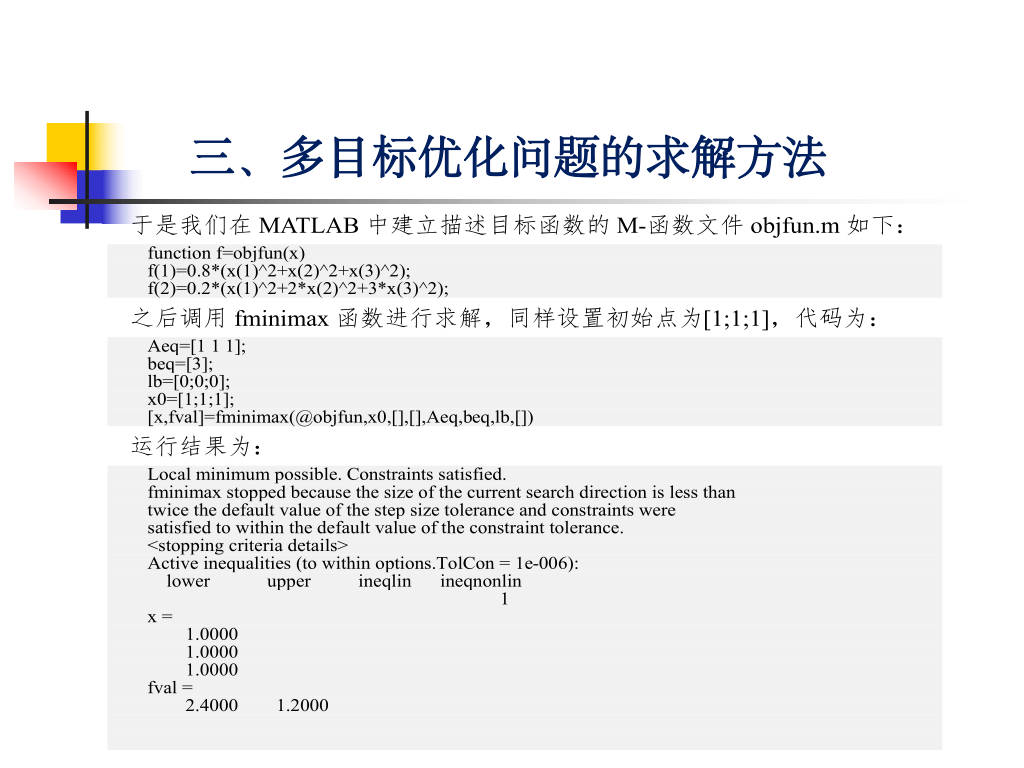 三、多目标优化问题的求解方法
于是我们在 MATLAB 中建立描述目标函数的 M-函数文件 objfun.m 如下：
function f=objfun(x)
f(1)=0.8*(x(1)^2+x(2)^2+x(3)^2);
f(2)=0.2*(x(1)^2+2*x(2)^2+3*x(3)^2);
之后调用 fminimax 函数进行求解，同样设置初始点为[1;1;1]，代码为：
Aeq=[1 1 1];
beq=[3];
lb=[0;0;0];
x0=[1;1;1];
[x,fval]=fminimax(@objfun,x0,[],[],Aeq,beq,lb,[])
运行结果为：
Local minimum possible. Constraints satisfied.
fminimax stopped because the size of the current search direction is less than
twice the default value of the step size tolerance and constraints were
satisfied to within the default value of the constraint tolerance.
<stopping criteria details>
Active inequalities (to within options.TolCon = 1e-006):
lower upper ineqlin ineqnonlin
1
x =
1.0000
1.0000
1.0000
fval =
2.4000 1.2000